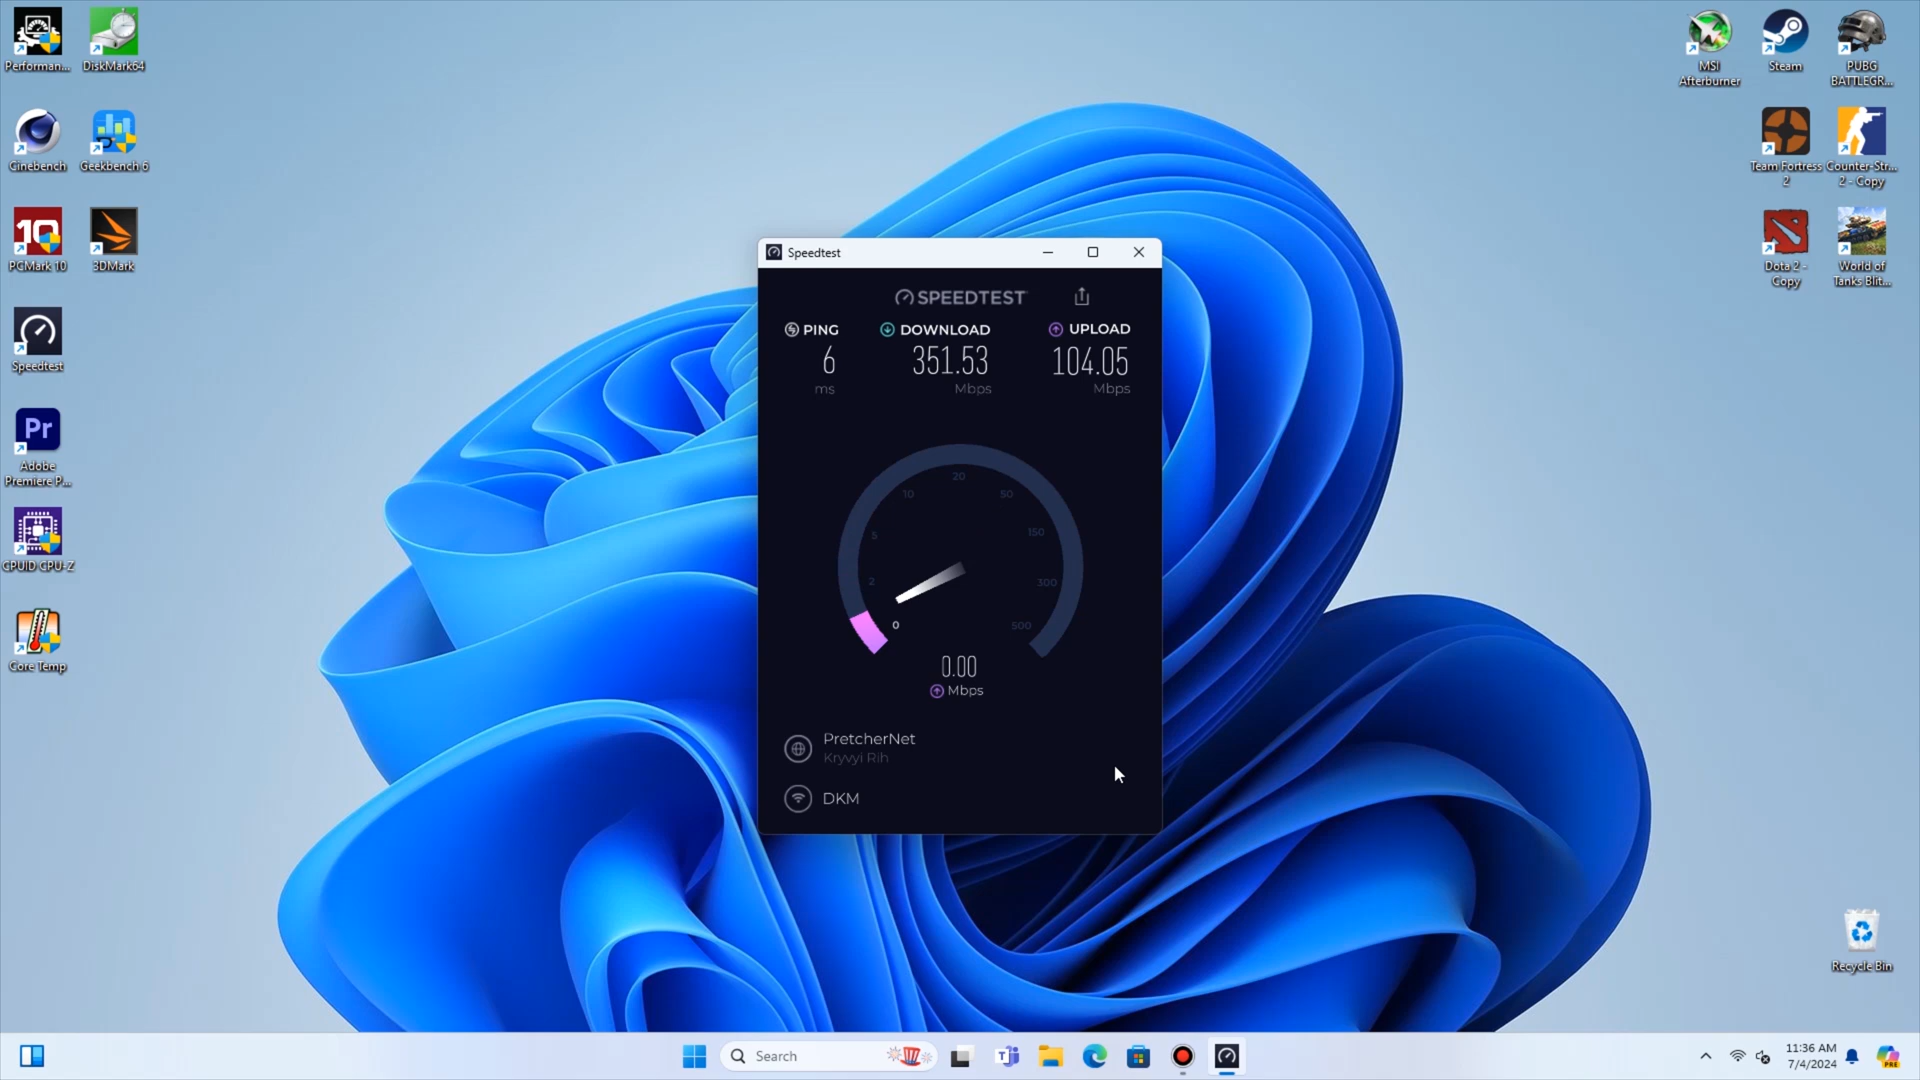 Performan...
DiskMark64
Cinebench
Geekbench 6
PCMark 10
3DMark
Speedtest
Pr
Adobe
Premiere P...
CPUID CPU-Z
Core Temp
MSI
Afterburner
Steam
PUBG
BATTLEGR...
Team Fortress
2
Counter-Str...
2 - Copy
Dota 2 -
Copy
World of
Tanks Blit...
Recycle Bin
Speedtest
SPEEDTEST
PING
6
ms
DOWNLOAD
351.53
Mbps
UPLOAD
104.05
Mbps
0
2
5
10
20
50
150
300
500
0.00
Mbps
PretcherNet
Kryvyi Rih
DKM
Search
11:36 AM
7/4/2024
PRE